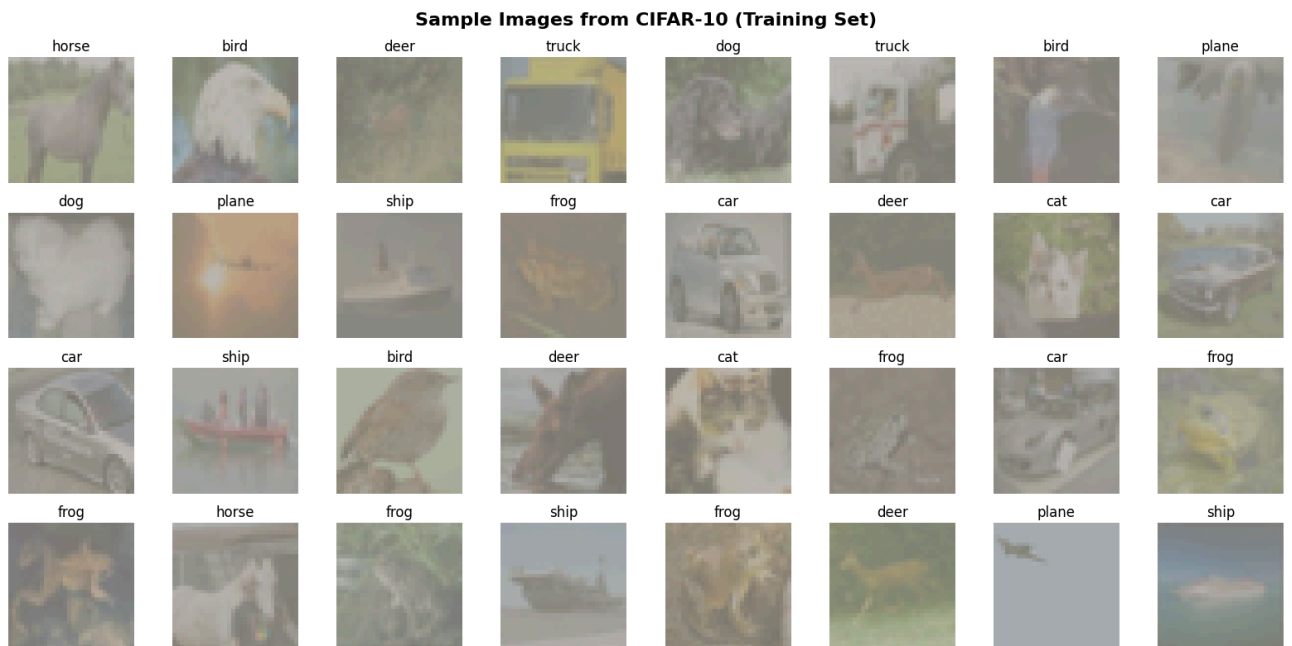 Sample Images from CIFAR-10 (Training Set)
horse bird deer truck dog truck bird plane
dog plane ship frog car deer cat car
car ship bird deer cat frog car frog
frog horse frog ship frog deer plane ship